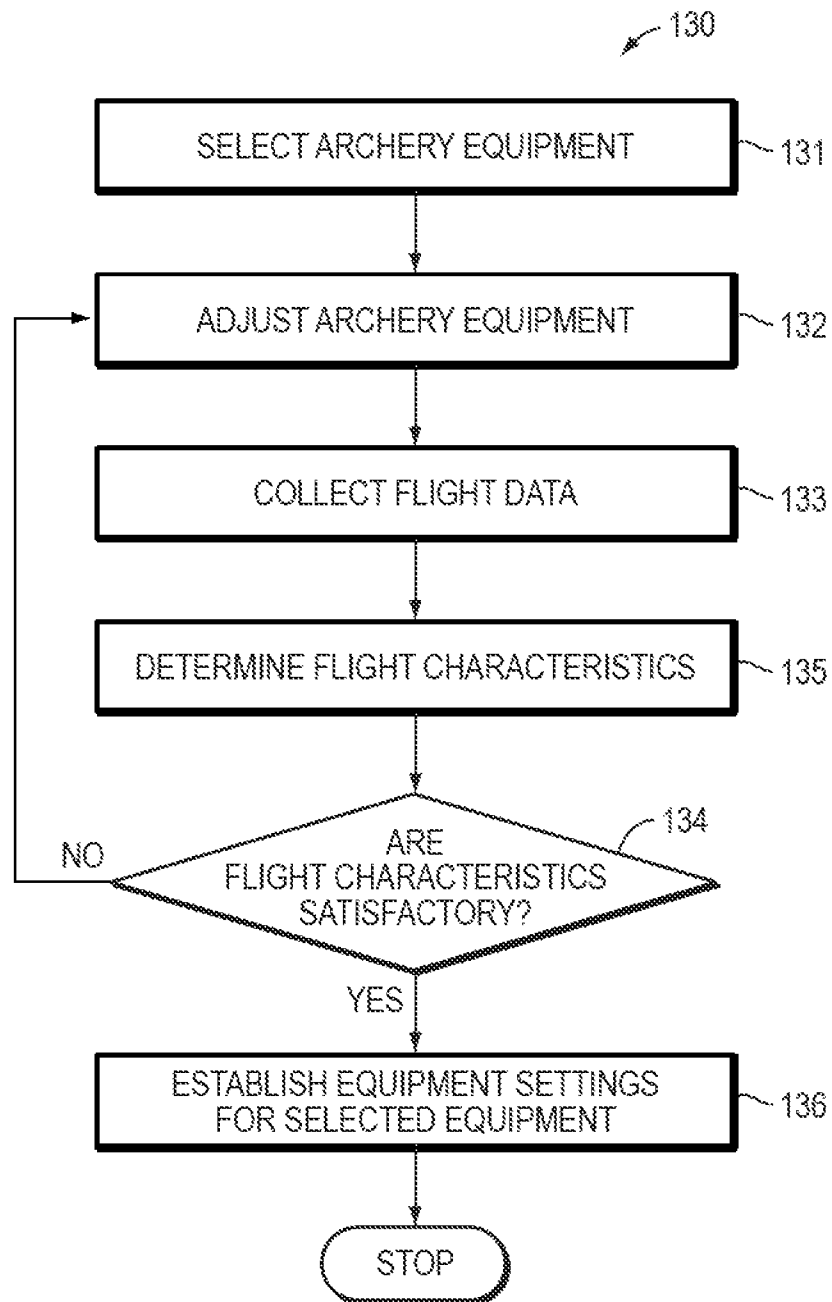 130
SELECT ARCHERY EQUIPMENT
131
ADJUST ARCHERY EQUIPMENT
132
COLLECT FLIGHT DATA
133
DETERMINE FLIGHT CHARACTERISTICS
135
ARE
FLIGHT CHARACTERISTICS
SATISFACTORY?
134
NO
YES
ESTABLISH EQUIPMENT SETTINGS
FOR SELECTED EQUIPMENT
136
STOP